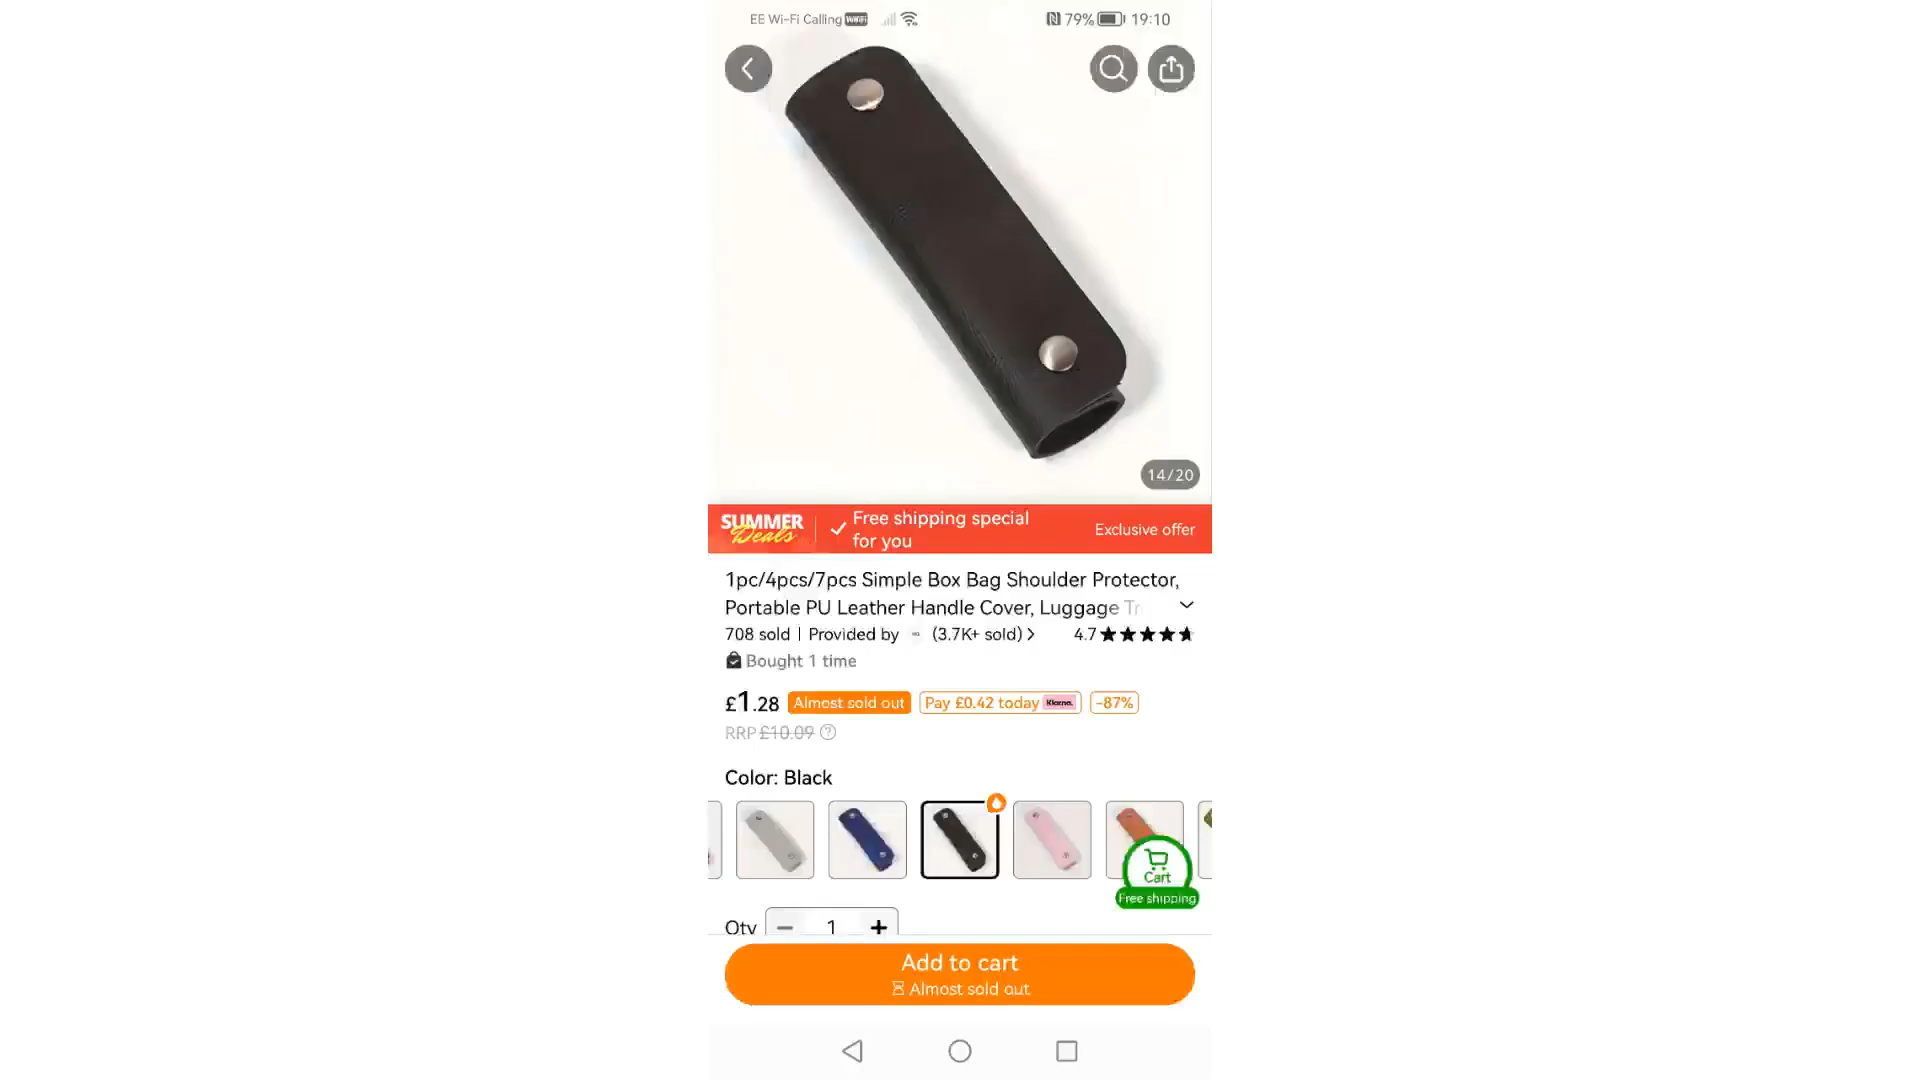 EE Wi-Fi Calling WiFi 79% 19:10
14/20
SUMMER
Deals
Free shipping special
for you
Exclusive offer
1pc/4pcs/7pcs Simple Box Bag Shoulder Protector,
Portable PU Leather Handle Cover, Luggage Tr
708 sold | Provided by (3.7K+ sold) 4.7
Bought 1 time
£1.28 Almost sold out Pay £0.42 today Klarna. -87%
RRP £10.09
Color: Black
Cart
Free shipping
Qty 1
Add to cart
Almost sold out